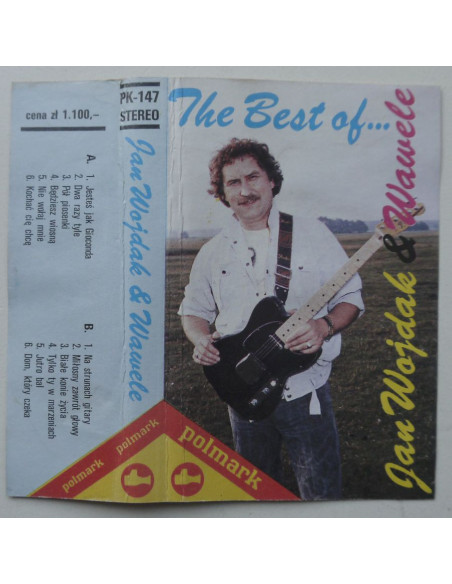 cena zł 1.100,-
A.
1. Jesteś jak Gioconda
2. Dwa razy tyle
3. Pół piosenki
4. Będziesz wiosną
5. Nie wołaj mnie
6. Kochać cię chcę
B.
1. Na strunach gitary
2. Miłosny zawrót głowy
3. Białe konie życia
4. Tylko ty w marzeniach
5. Jutro bal
6. Dom, który czeka
polmark
PK-147
STEREO
Jan Wojdak & Wawele
polmark
The Best of...
Jan Wojdak & Wawele
polmark